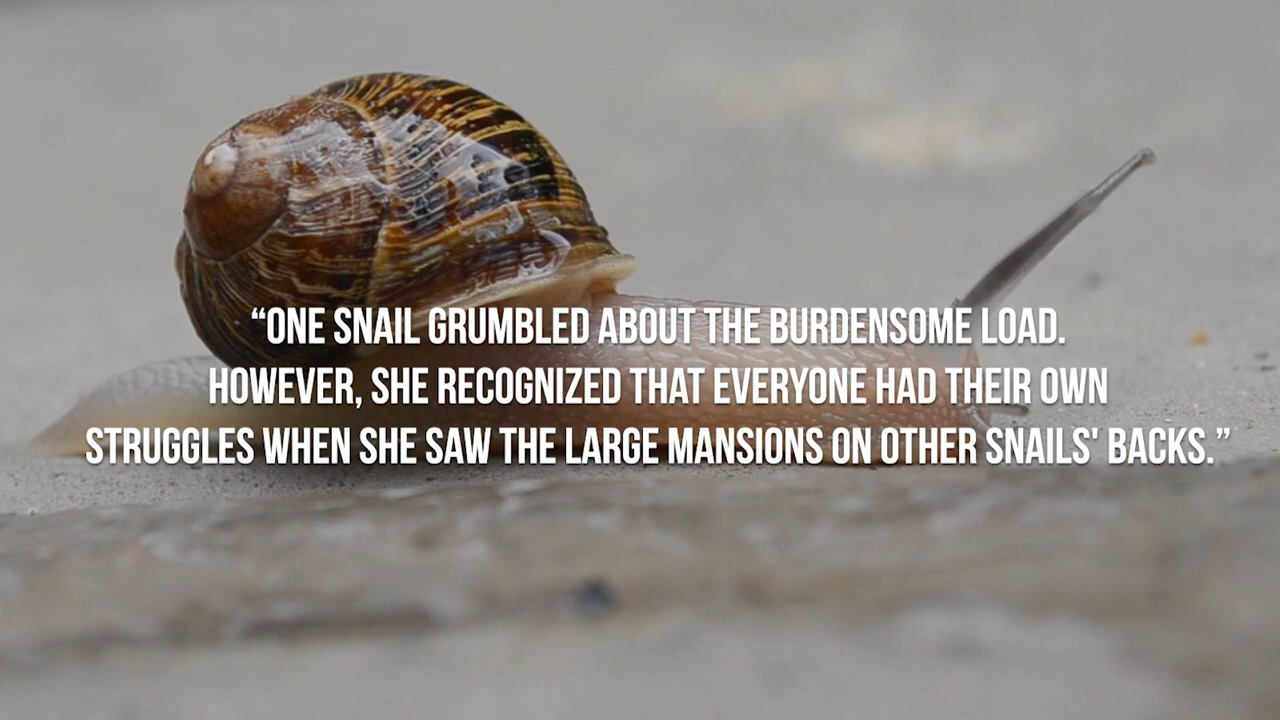 “ONE SNAIL GRUMBLED ABOUT THE BURDENSOME LOAD.
HOWEVER, SHE RECOGNIZED THAT EVERYONE HAD THEIR OWN
STRUGGLES WHEN SHE SAW THE LARGE MANSIONS ON OTHER SNAILS' BACKS.”